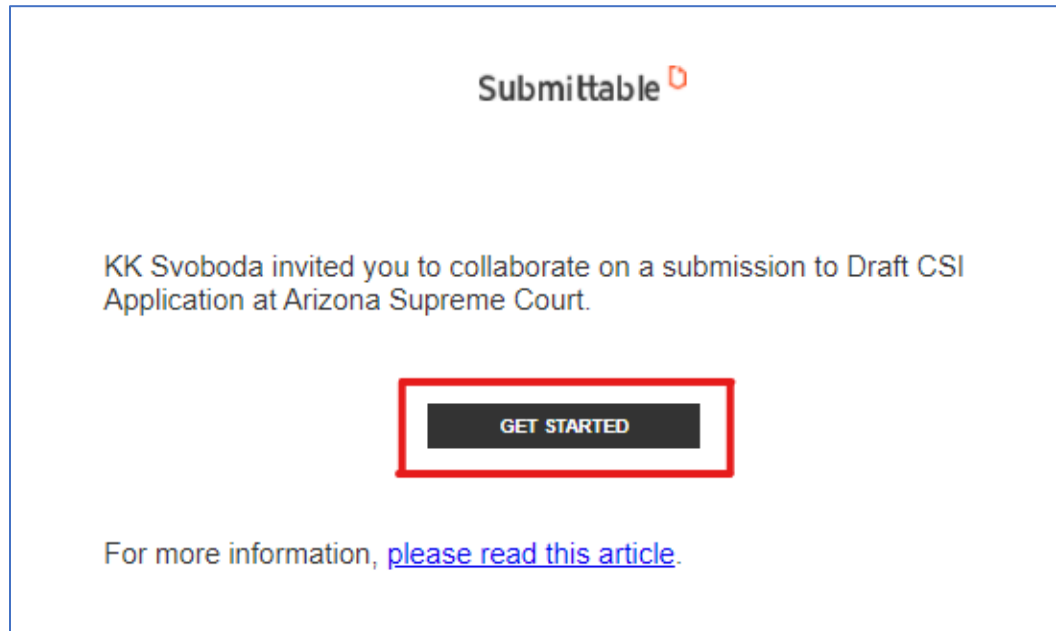 Submittable
KK Svoboda invited you to collaborate on a submission to Draft CSI
Application at Arizona Supreme Court.
GET STARTED
For more information, please read this article.